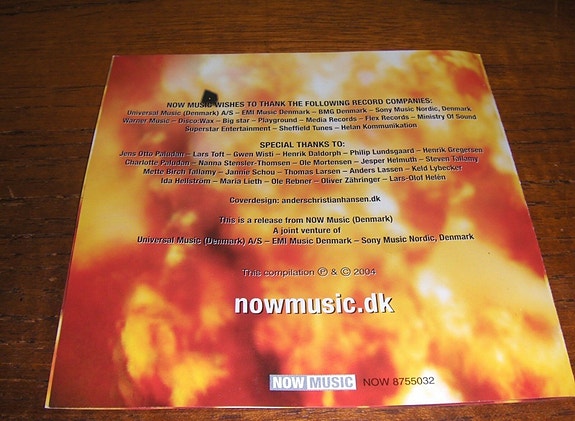 NOW MUSIC WISHES TO THANK THE FOLLOWING RECORD COMPANIES:
Universal Music (Denmark) A/S – EMI Music Denmark – BMG Denmark – Sony Music Nordic, Denmark
Warner Music – Disco:Wax – Big star – Playground – Media Records – Flex Records – Ministry Of Sound
Superstar Entertainment – Sheffield Tunes – Helan Kommunikation
SPECIAL THANKS TO:
Jens Otto Paludan – Lars Toft – Gwen Wisti – Henrik Daldorph – Philip Lundsgaard – Henrik Gregersen
Charlotte Paludan – Nanna Stenslev-Thomsen – Ole Mortensen – Jesper Helmuth – Steven Tallamy
Mette Birch Tallamy – Jannie Schou – Thomas Larsen – Anders Lassen – Keld Lybecker
Ida Hellström – Maria Lieth – Ole Rebner – Oliver Zähringer – Lars-Olof Helén
Coverdesign: anderschristianhansen.dk
This is a release from NOW Music (Denmark)
A joint venture of
Universal Music (Denmark) A/S – EMI Music Denmark – Sony Music Nordic, Denmark
This compilation ℗ & © 2004
nowmusic.dk
NOW MUSIC NOW 8755032